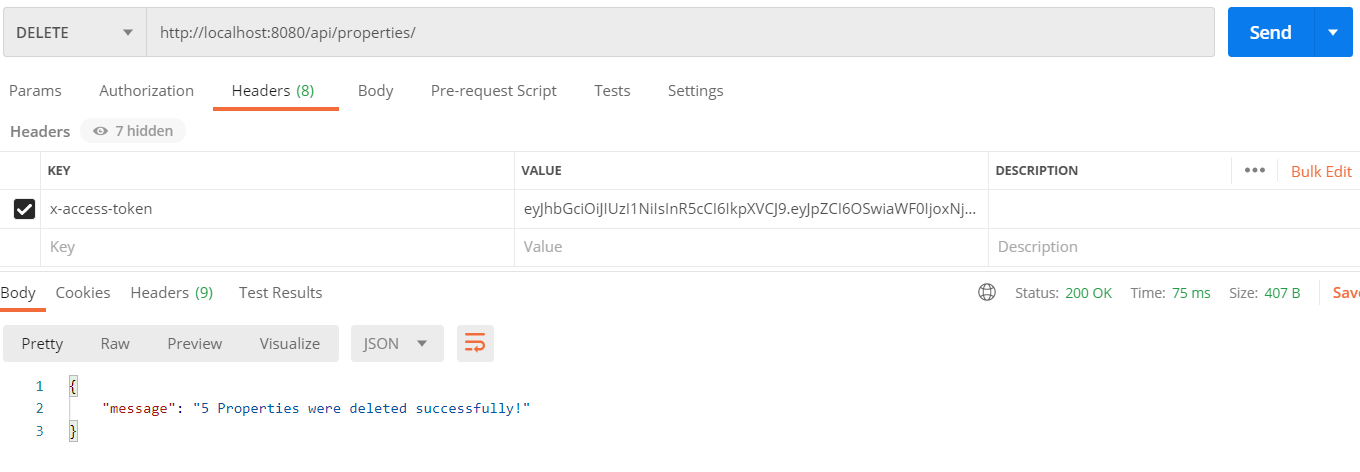 DELETE http://localhost:8080/api/properties/ Send
Params Authorization Headers (8) Body Pre-request Script Tests Settings
Headers 7 hidden
KEY VALUE DESCRIPTION ••• Bulk Edit
x-access-token eyJhbGciOiJIUzI1NiIsInR5cCI6IkpXVCJ9.eyJpZCI6OSwiaWF0IjoxNj...
Key Value Description
Body Cookies Headers (9) Test Results Status: 200 OK Time: 75 ms Size: 407 B Save
Pretty Raw Preview Visualize JSON
1 {
2 "message": "5 Properties were deleted successfully!"
3 }